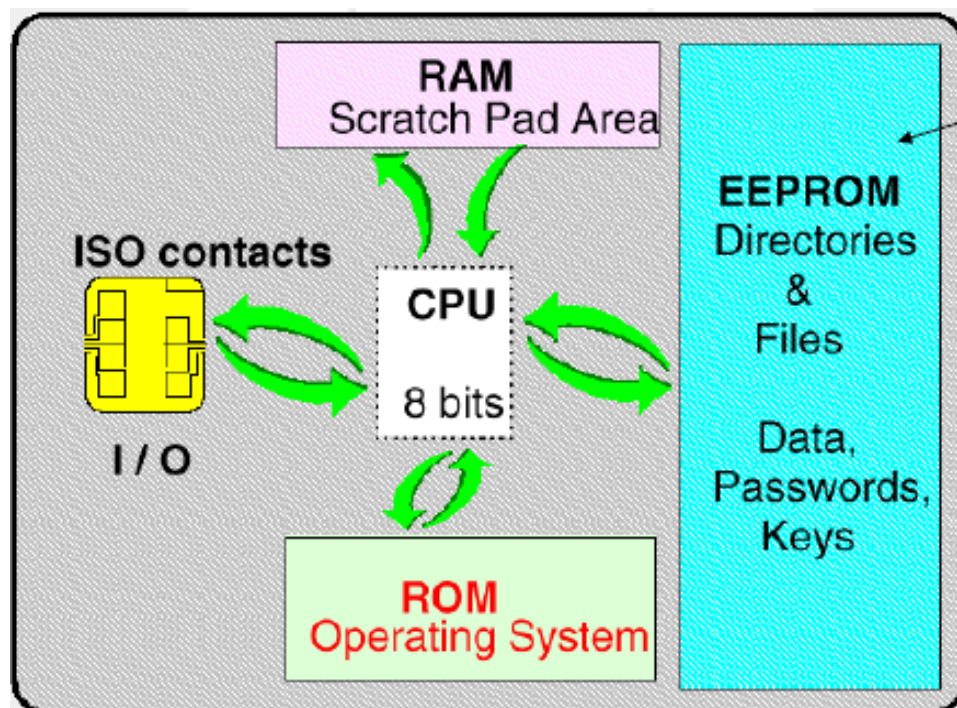 RAM
Scratch Pad Area
ISO contacts
I / O
CPU
8 bits
EEPROM
Directories
&
Files
Data,
Passwords,
Keys
ROM
Operating System